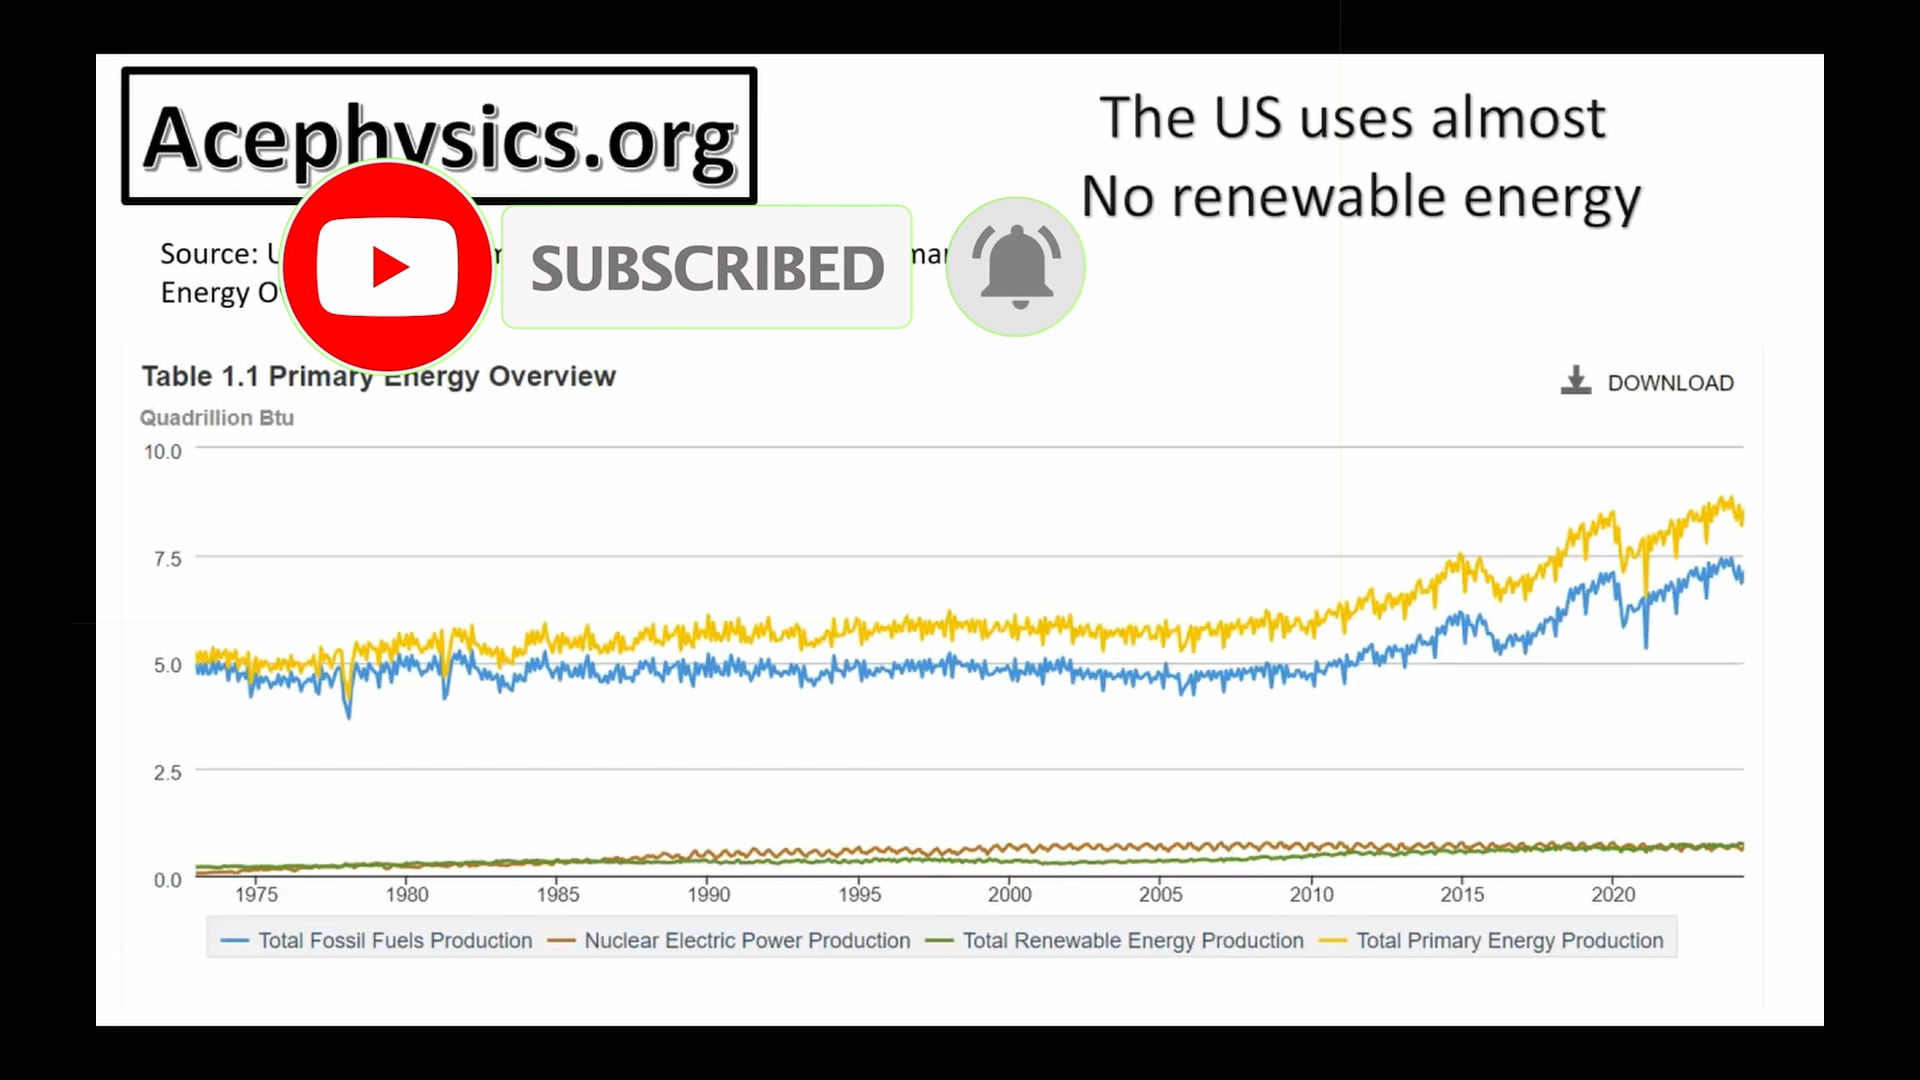 Acephysics.org
The US uses almost
No renewable energy
Source:
Energy
SUBSCRIBED
Table 1.1 Primary Energy Overview
DOWNLOAD
Quadrillion Btu
10.0
7.5
5.0
2.5
0.0
1975 1980 1985 1990 1995 2000 2005 2010 2015 2020
Total Fossil Fuels Production Nuclear Electric Power Production Total Renewable Energy Production Total Primary Energy Production